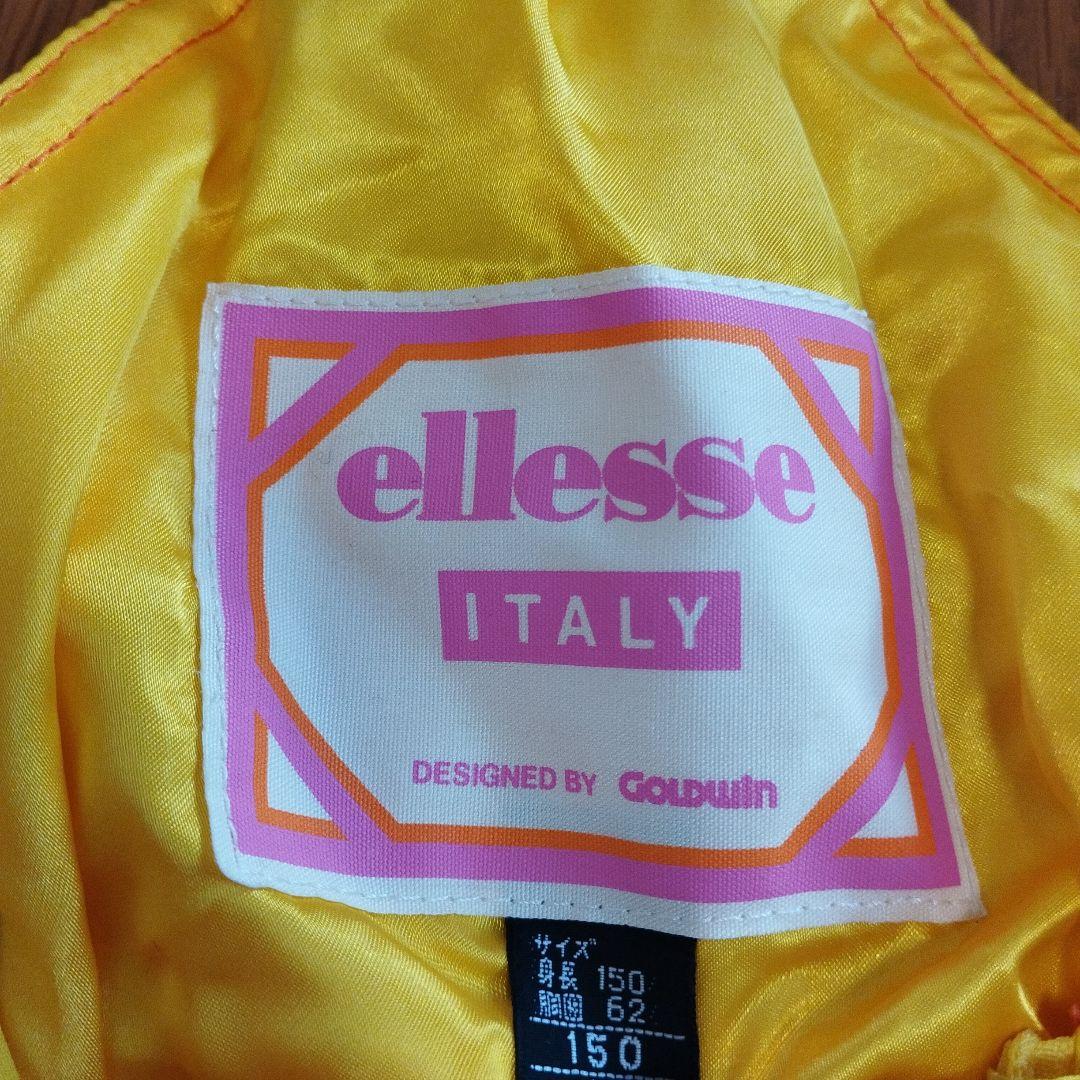 ellesse
ITALY
DESIGNED BY GOLDWIN
サイズ
身長 150
胸囲 62
150